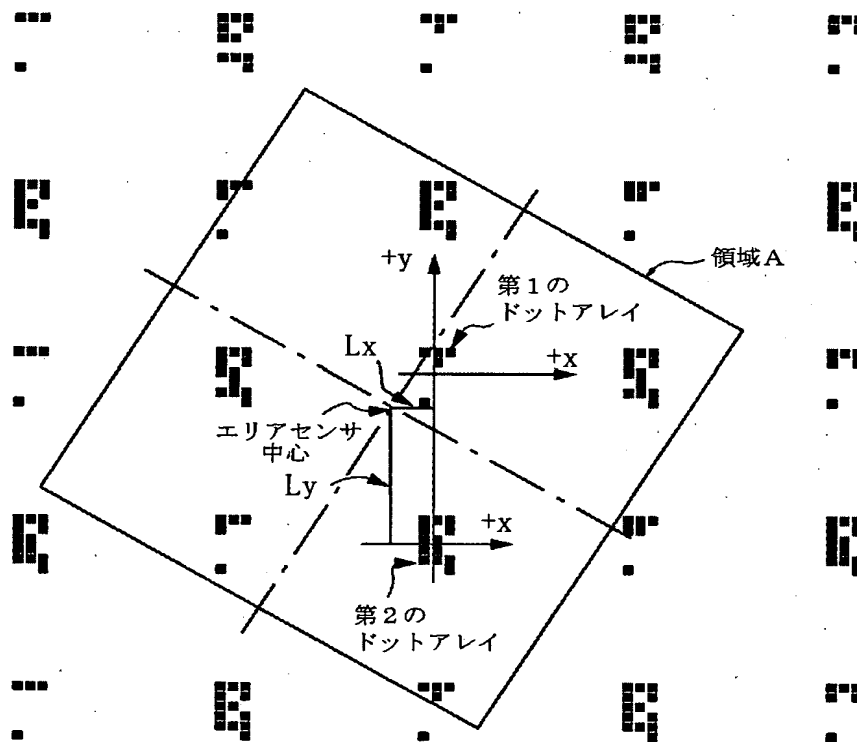 領域A
+y
第1の
ドットアレイ
Lx
+x
エリアセンサ
中心
Ly
+x
第2の
ドットアレイ